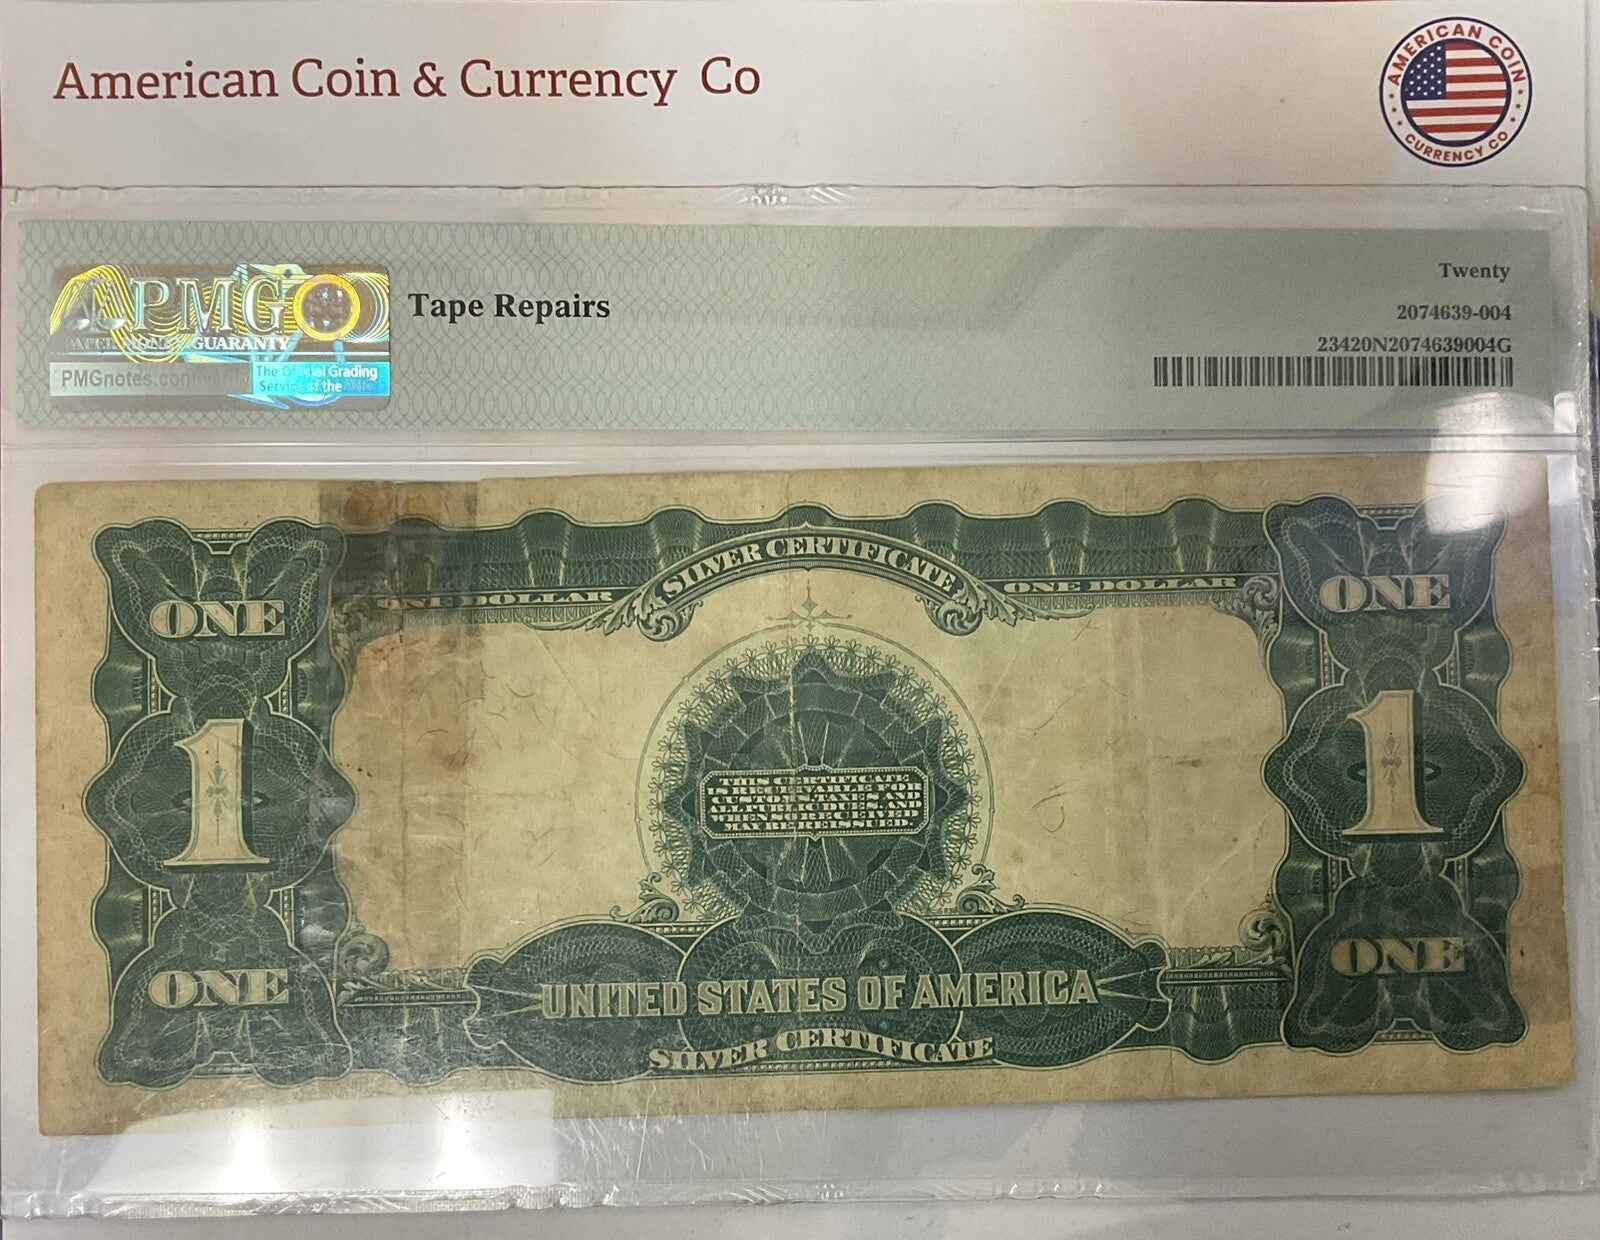 American Coin & Currency Co
AMERICAN COIN
CURRENCY CO
PMG
PAPER MONEY GUARANTY
PMGnotes.com
The Official Grading
Service of the
Tape Repairs
Twenty
2074639-004
23420N2074639004G
SILVER CERTIFICATE
ONE DOLLAR
ONE DOLLAR
ONE
ONE
1
1
THIS CERTIFICATE
IS RECEIVABLE FOR
CUSTOMS, TAXES AND
ALL PUBLIC DUES, AND
WHEN SO RECEIVED
MAY BE REISSUED.
ONE
ONE
UNITED STATES OF AMERICA
SILVER CERTIFICATE